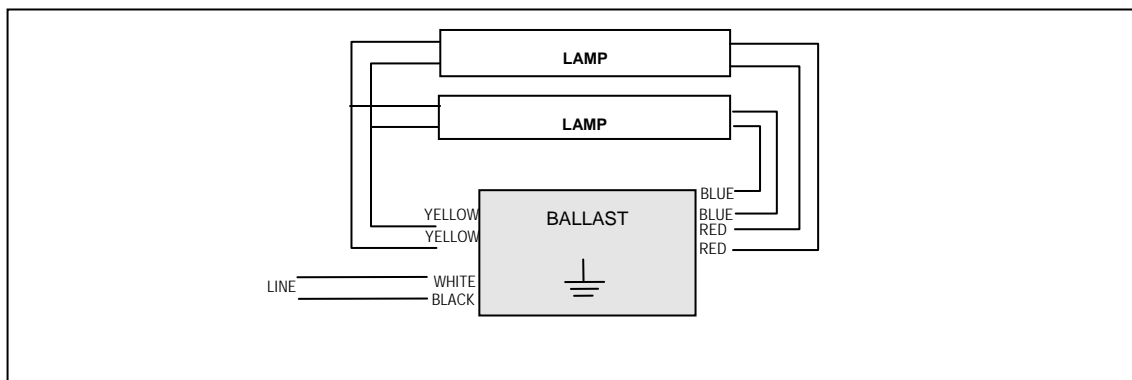 LAMP
LAMP
BLUE
YELLOW
BALLAST
BLUE
RED
YELLOW
RED
LINE
WHITE
BLACK